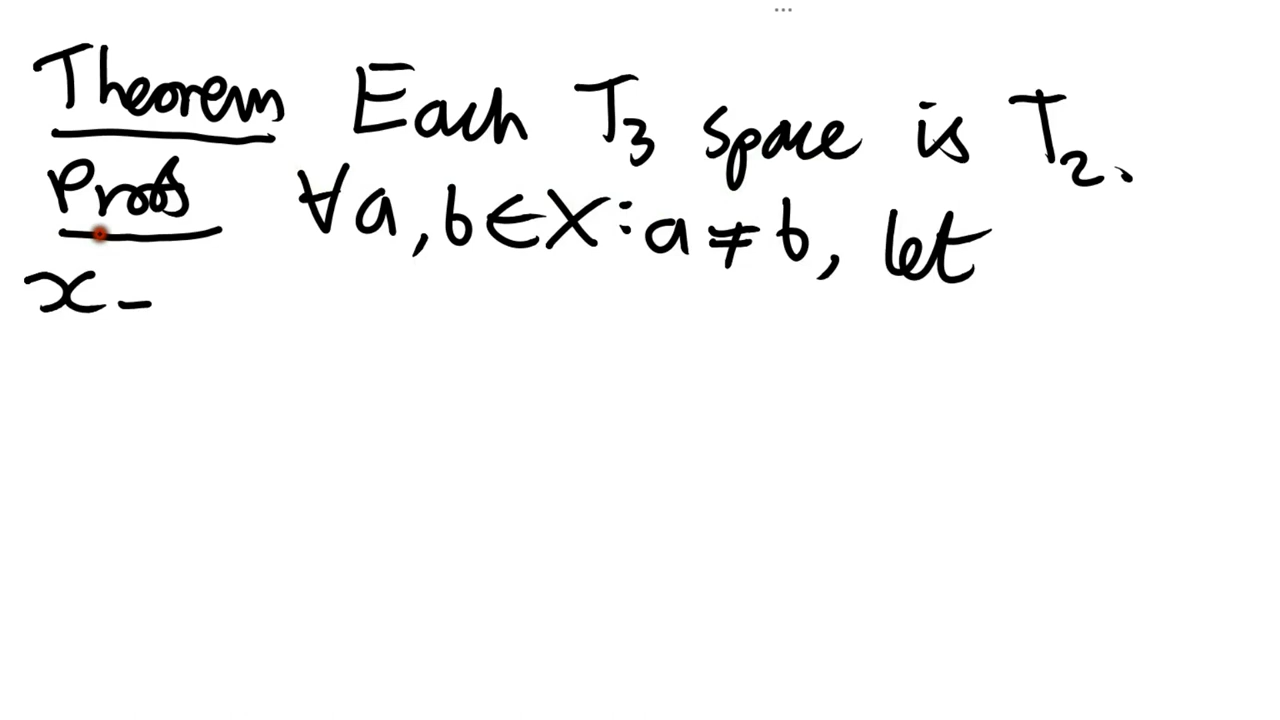 Theorem Each T₃ space is T₂.
Proof ∀a, b ∈ X : a ≠ b, let
x -